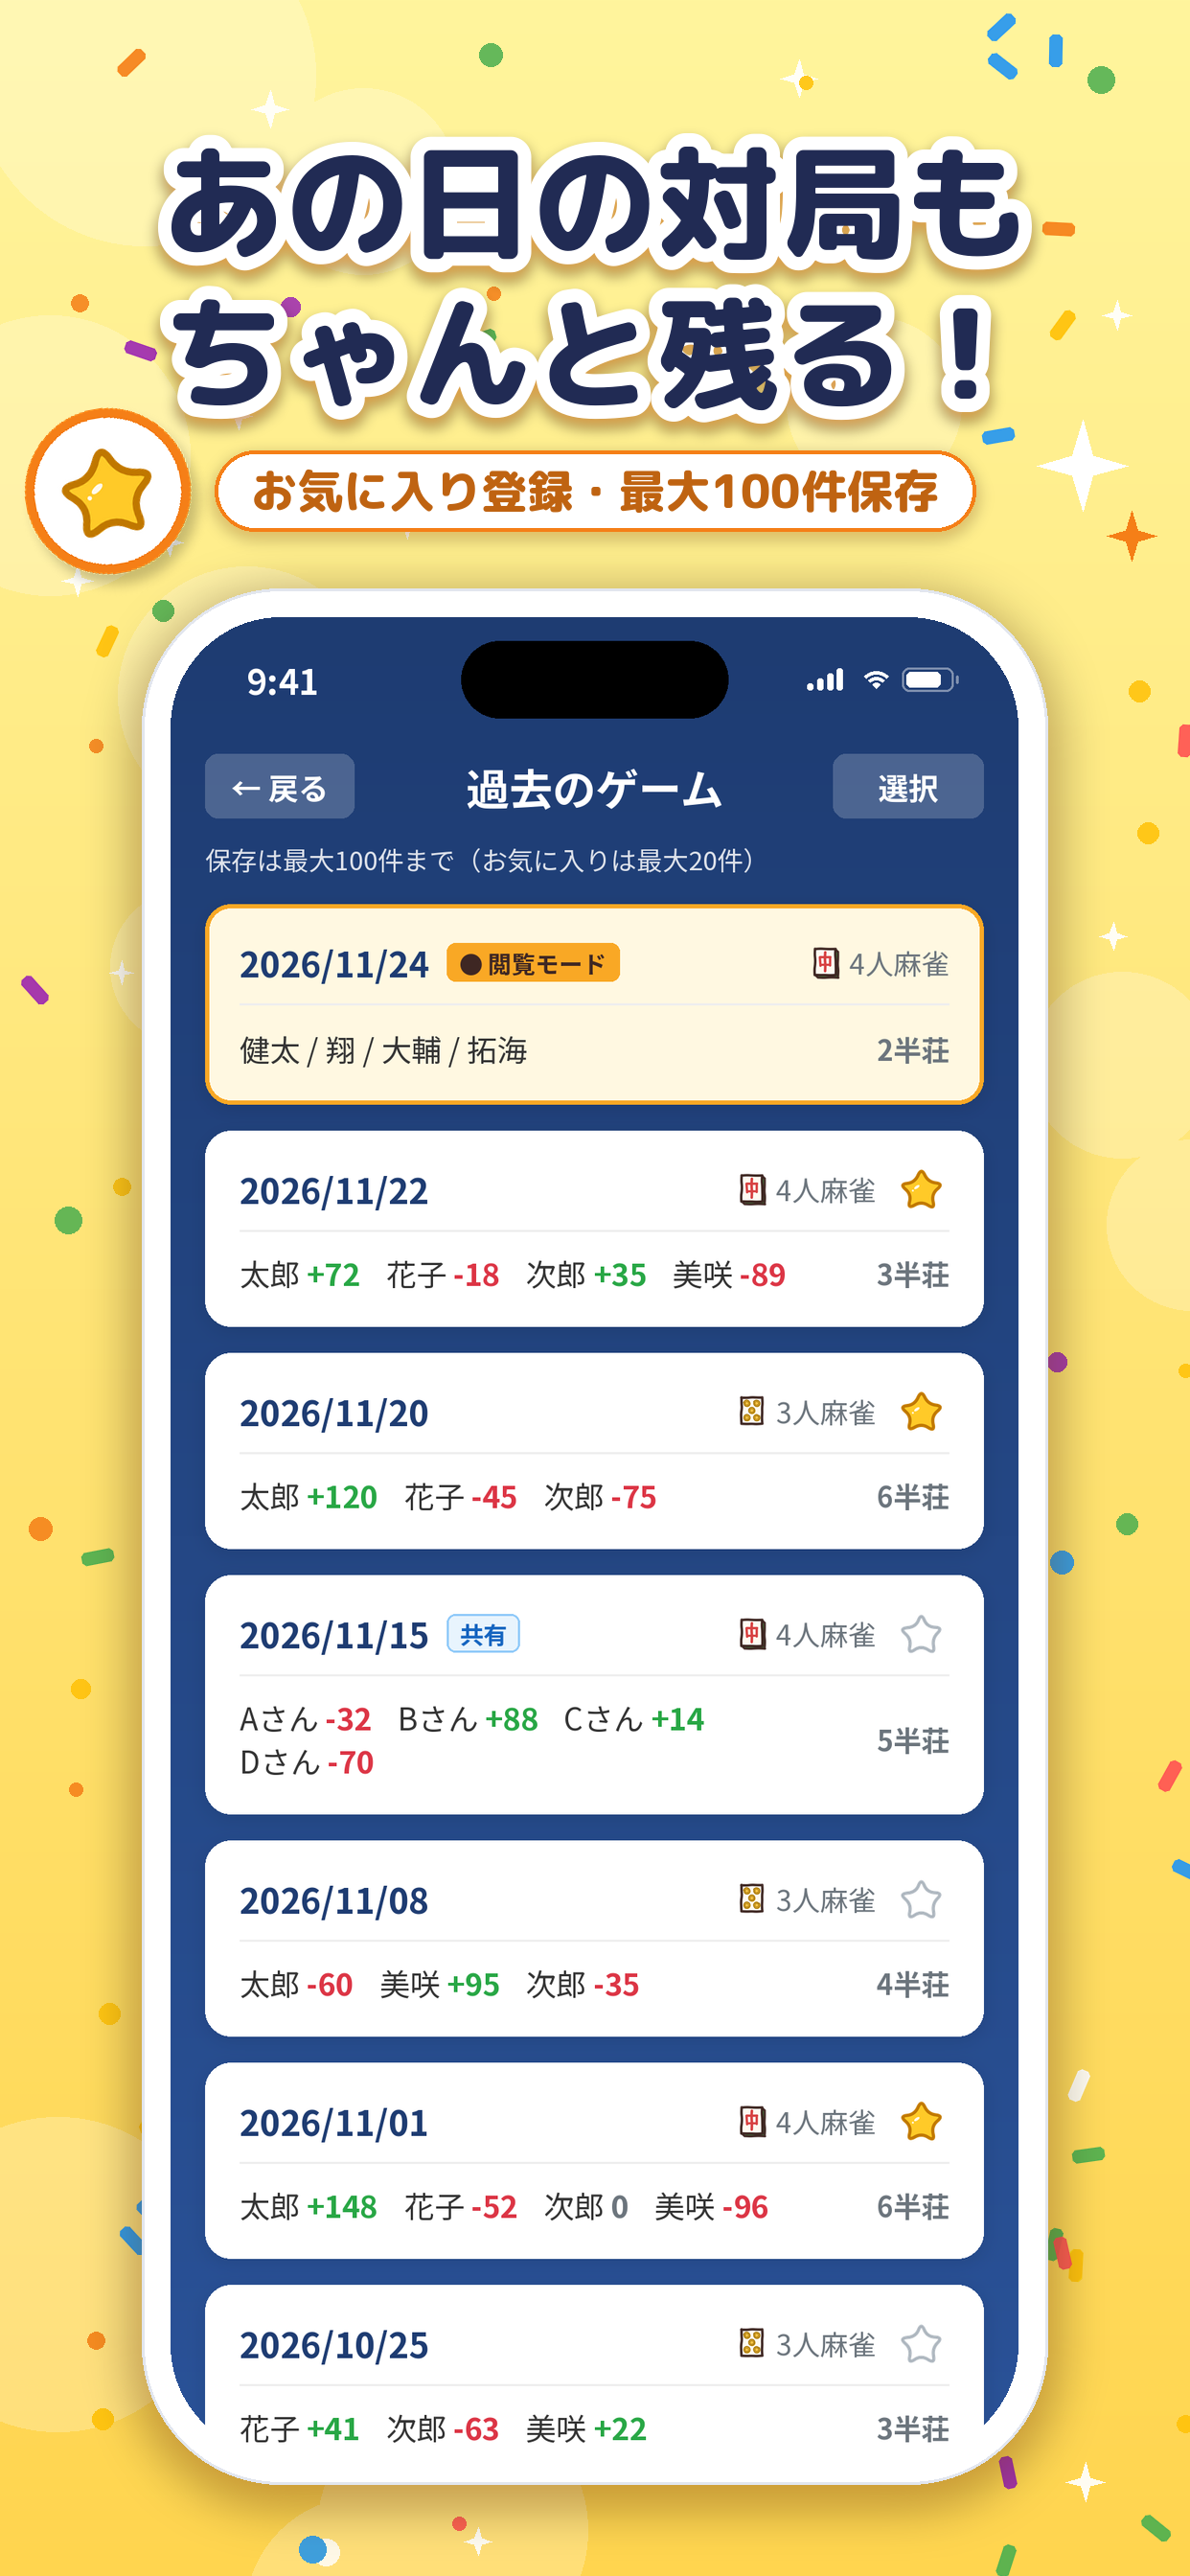 あの日の対局も
ちゃんと残る！
お気に入り登録・最大100件保存
9:41
← 戻る 過去のゲーム 選択
保存は最大100件まで（お気に入りは最大20件）
2026/11/24 ● 閲覧モード 中 4人麻雀
健太 / 翔 / 大輔 / 拓海 2半荘
2026/11/22 中 4人麻雀
太郎 +72 花子 -18 次郎 +35 美咲 -89 3半荘
2026/11/20 3人麻雀
太郎 +120 花子 -45 次郎 -75 6半荘
2026/11/15 共有 中 4人麻雀
Aさん -32 Bさん +88 Cさん +14
Dさん -70 5半荘
2026/11/08 3人麻雀
太郎 -60 美咲 +95 次郎 -35 4半荘
2026/11/01 中 4人麻雀
太郎 +148 花子 -52 次郎 0 美咲 -96 6半荘
2026/10/25 3人麻雀
花子 +41 次郎 -63 美咲 +22 3半荘